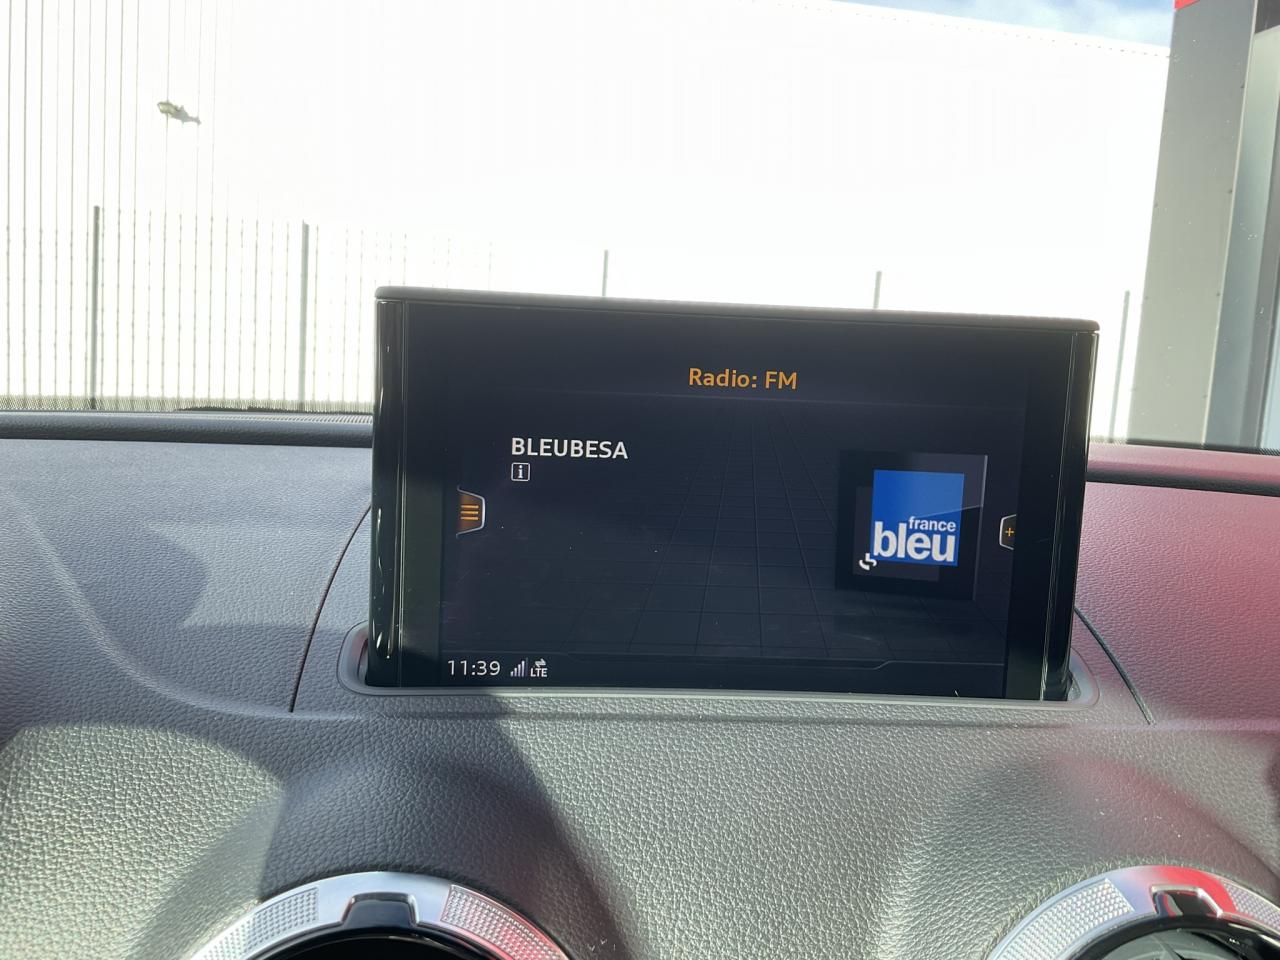 Radio: FM
BLEUBESA
i
france
bleu
11:39 LTE